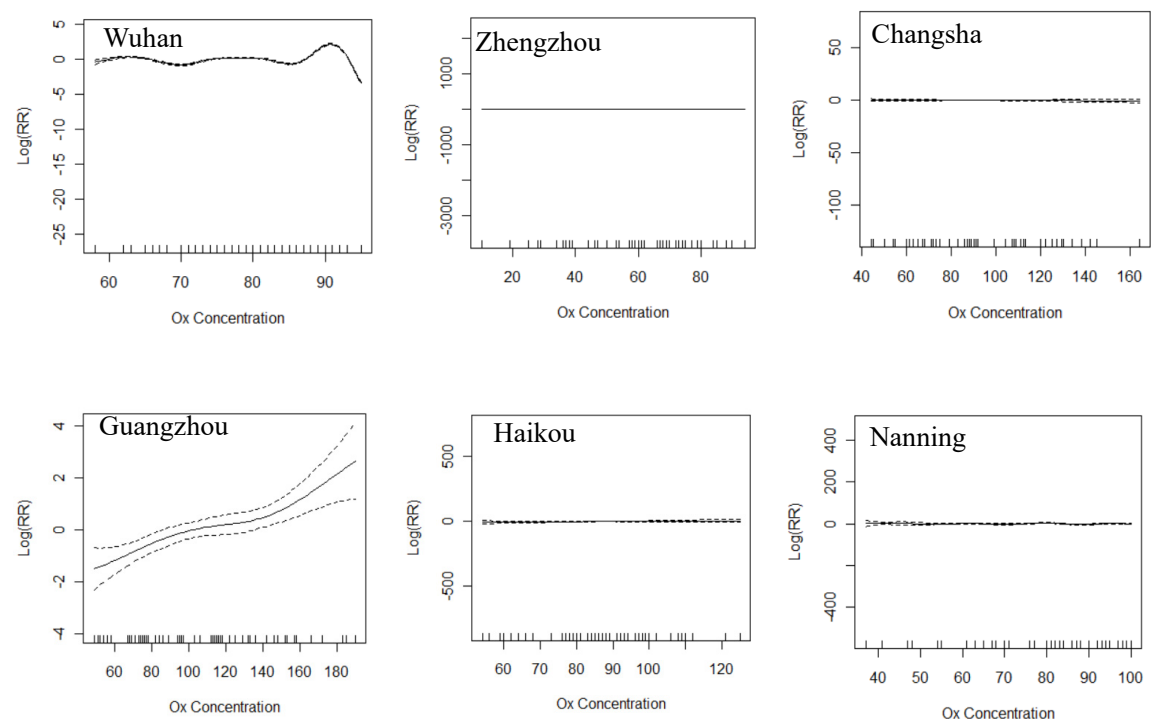 Wuhan
5
0
-5
-10
-15
-20
-25
Log(RR)
60 70 80 90
Ox Concentration
Zhengzhou
1000
-1000
-3000
Log(RR)
20 40 60 80
Ox Concentration
Changsha
50
0
-50
-100
Log(RR)
40 60 80 100 120 140 160
Ox Concentration
Guangzhou
4
2
0
-2
-4
Log(RR)
60 80 100 120 140 160 180
Ox Concentration
Haikou
500
0
-500
Log(RR)
60 70 80 90 100 120
Ox Concentration
Nanning
400
200
0
-400
Log(RR)
40 50 60 70 80 90 100
Ox Concentration